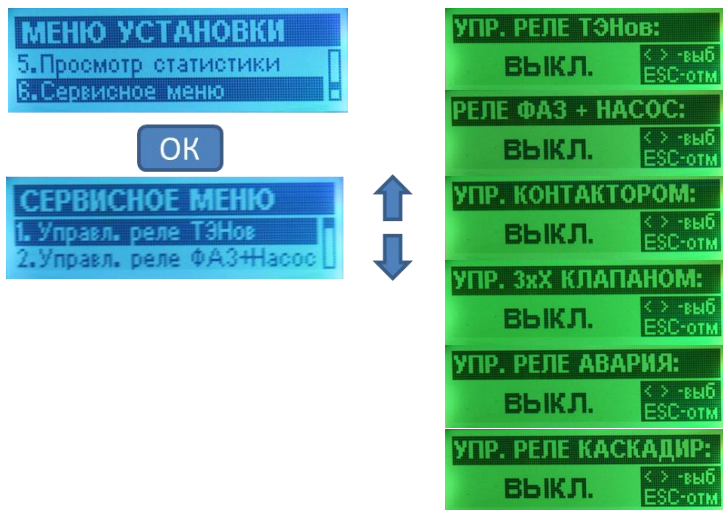 МЕНЮ УСТАНОВКИ
5.Просмотр статистики
6.Сервисное меню
ОК
СЕРВИСНОЕ МЕНЮ
1. Управл. реле ТЭНов
2.Управл. реле ФАЗ+Насос
УПР. РЕЛЕ ТЭНов:
ВЫКЛ.
< > -выб
ESC-отм
РЕЛЕ ФАЗ + НАСОС:
ВЫКЛ.
< > -выб
ESC-отм
УПР. КОНТАКТОРОМ:
ВЫКЛ.
< > -выб
ESC-отм
УПР. 3xX КЛАПАНОМ:
ВЫКЛ.
< > -выб
ESC-отм
УПР. РЕЛЕ АВАРИЯ:
ВЫКЛ.
< > -выб
ESC-отм
УПР. РЕЛЕ КАСКАДИР:
ВЫКЛ.
< > -выб
ESC-отм